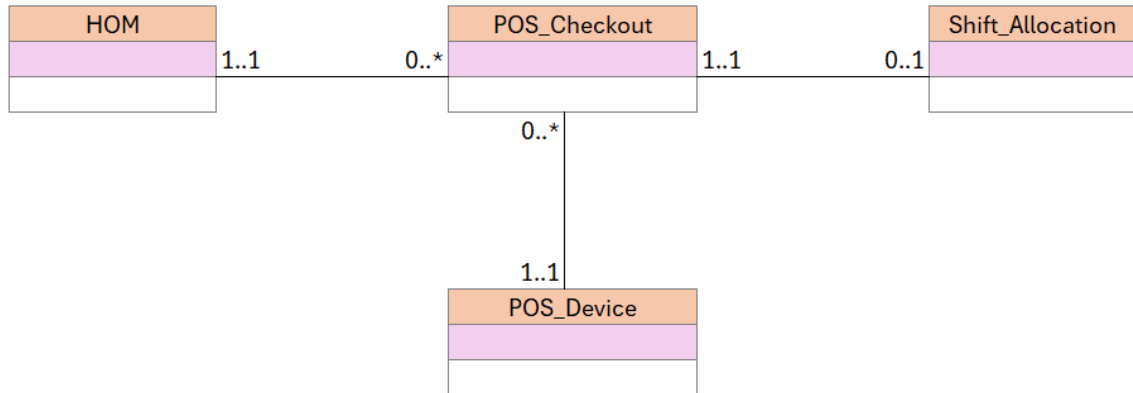 HOM
POS_Checkout
Shift_Allocation
1..1
0..*
1..1
0..1
0..*
1..1
POS_Device